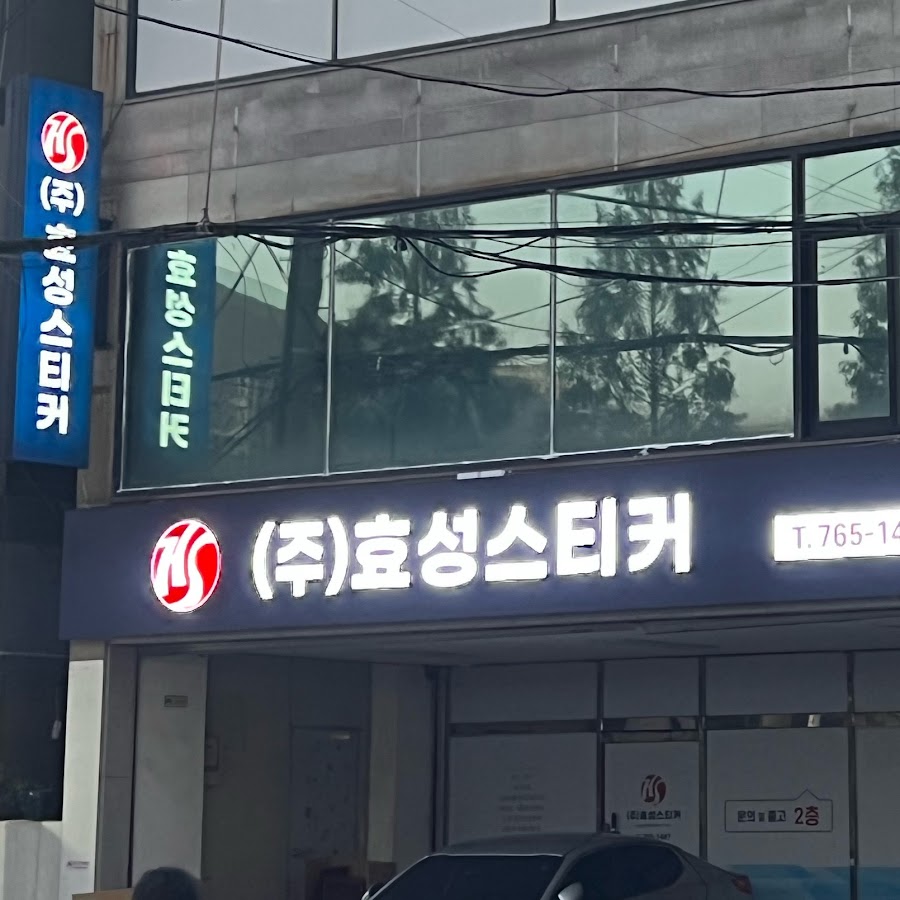 (주)효성스티커
효성스티커
(주)효성스티커
T.765-14
(주)효성스티커
문의 및 출고 2층